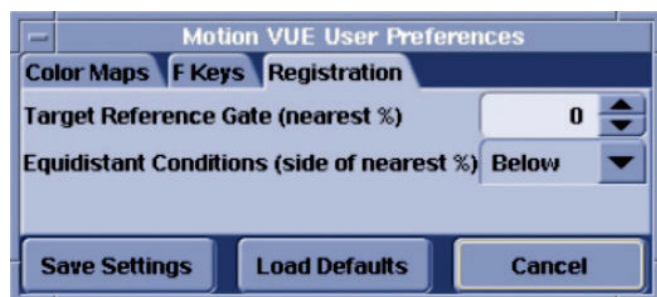 Motion VUE User Preferences
Color Maps F Keys Registration
Target Reference Gate (nearest %) 0
Equidistant Conditions (side of nearest %) Below
Save Settings Load Defaults Cancel